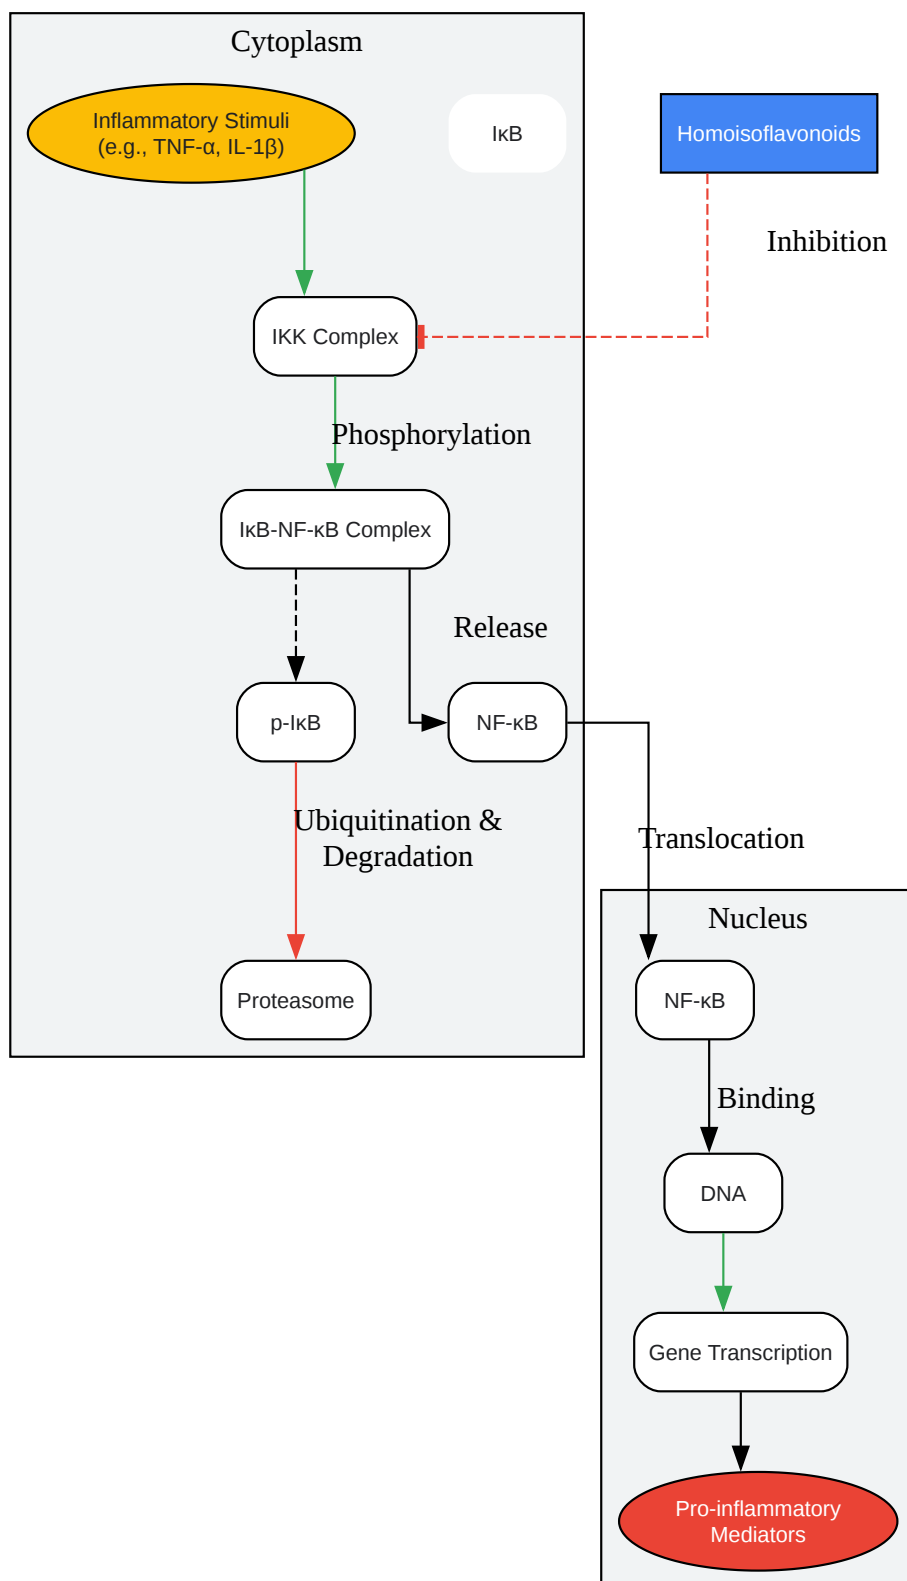 Cytoplasm
Inflammatory Stimuli
(e.g., TNF-α, IL-1β)
IκB
Homoisoflavonoids
Inhibition
IKK Complex
Phosphorylation
IκB-NF-κB Complex
Release
p-IκB
NF-κB
Ubiquitination &
Degradation
Translocation
Nucleus
Proteasome
NF-κB
Binding
DNA
Gene Transcription
Pro-inflammatory
Mediators